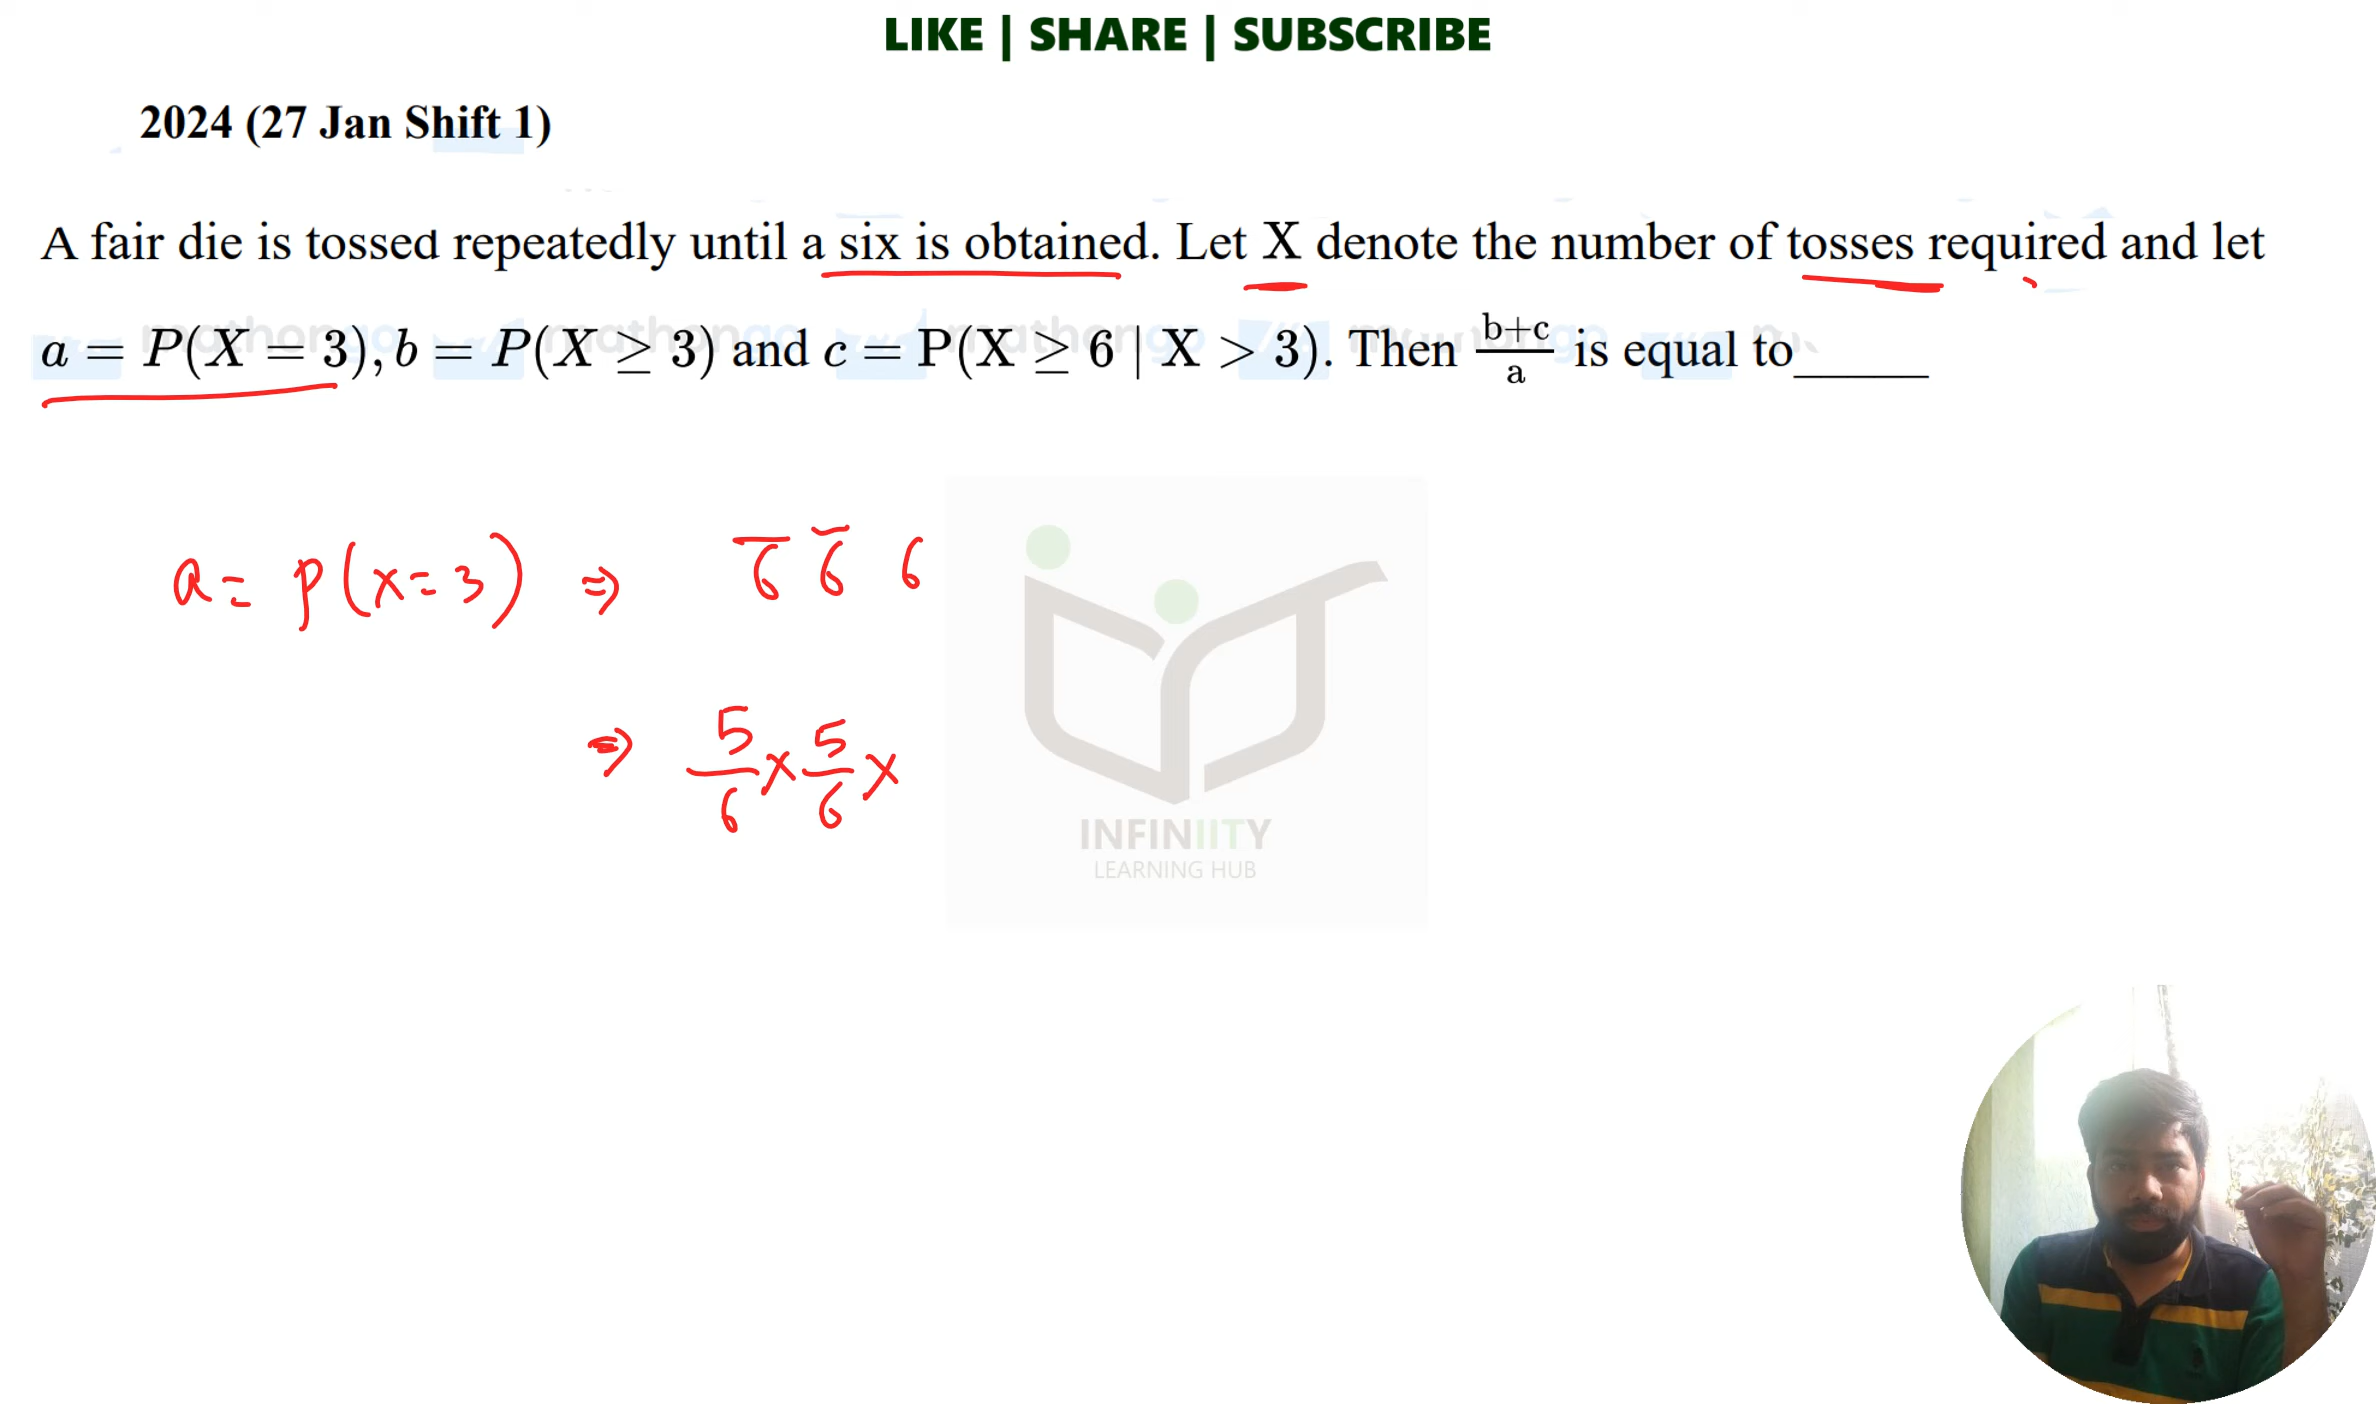 LIKE | SHARE | SUBSCRIBE
2024 (27 Jan Shift 1)
A fair die is tossed repeatedly until a six is obtained. Let X denote the number of tosses required and let
a = P(X = 3), b = P(X ≥ 3) and c = P(X ≥ 6 | X > 3). Then b+c/a is equal to______
a = p(x=3) ⇒ 6̅ 6̅ 6
⇒ 5/6 × 5/6 ×
INFINIITY
LEARNING HUB